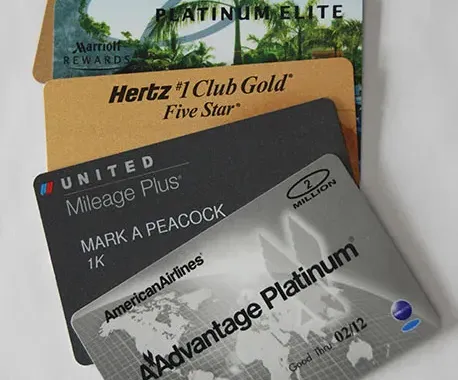 PLATINUM ELITE
Marriott
REWARDS®
Hertz #1 Club Gold®
Five Star®
UNITED
Mileage Plus®
MARK A PEACOCK
1K
2
MILLION
AmericanAirlines®
AAdvantage Platinum®
Good Thru 02/12